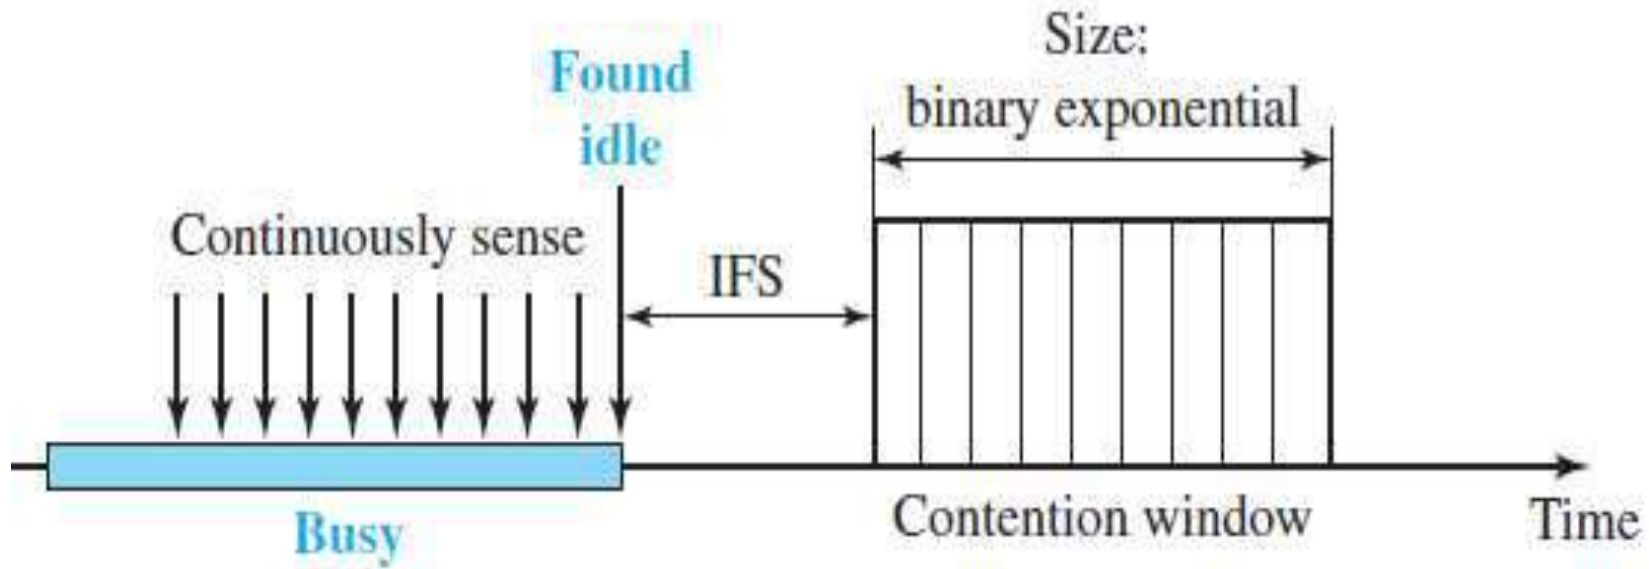 Size:
binary exponential
Found
idle
Continuously sense
IFS
Busy
Contention window
Time